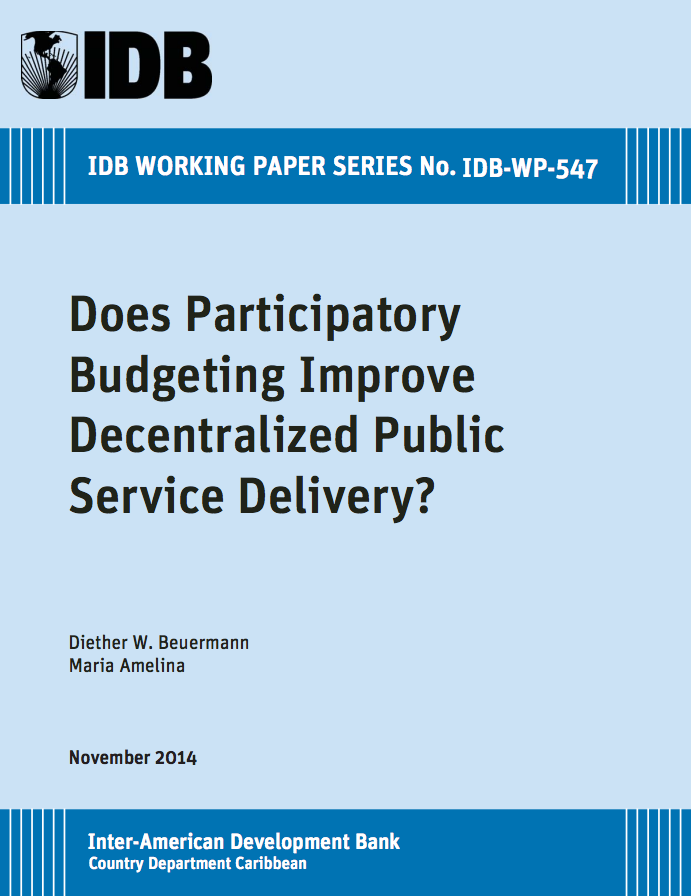 IDB
IDB WORKING PAPER SERIES No. IDB-WP-547
Does Participatory
Budgeting Improve
Decentralized Public
Service Delivery?
Diether W. Beuermann
Maria Amelina
November 2014
Inter-American Development Bank
Country Department Caribbean